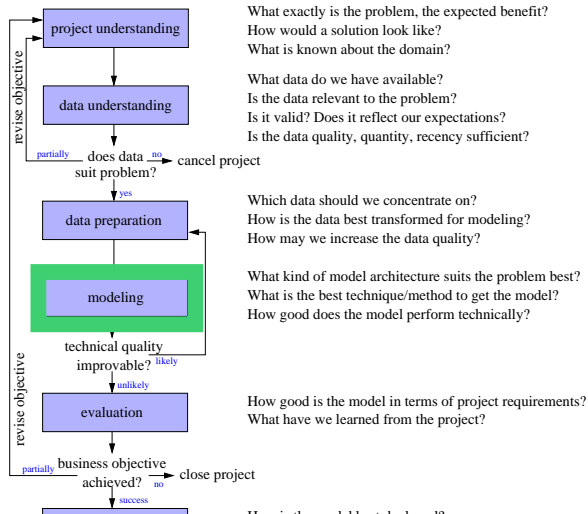 project understanding
What exactly is the problem, the expected benefit?
How would a solution look like?
What is known about the domain?
revise objective
data understanding
What data do we have available?
Is the data relevant to the problem?
Is it valid? Does it reflect our expectations?
Is the data quality, quantity, recency sufficient?
partially
does data
suit problem?
no
cancel project
yes
data preparation
Which data should we concentrate on?
How is the data best transformed for modeling?
How may we increase the data quality?
modeling
What kind of model architecture suits the problem best?
What is the best technique/method to get the model?
How good does the model perform technically?
technical quality
improvable?
likely
unlikely
revise objective
evaluation
How good is the model in terms of project requirements?
What have we learned from the project?
partially
business objective
achieved?
no
close project
success